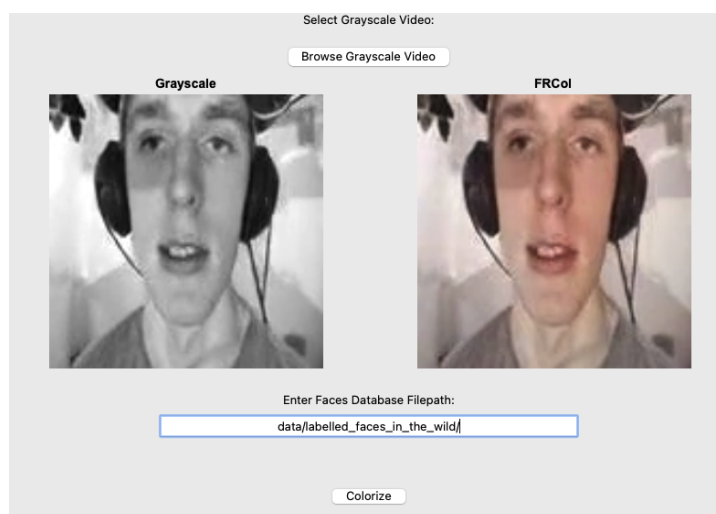 Select Grayscale Video:
Browse Grayscale Video
Grayscale
FRCol
Enter Faces Database Filepath:
data/labelled_faces_in_the_wild/
Colorize